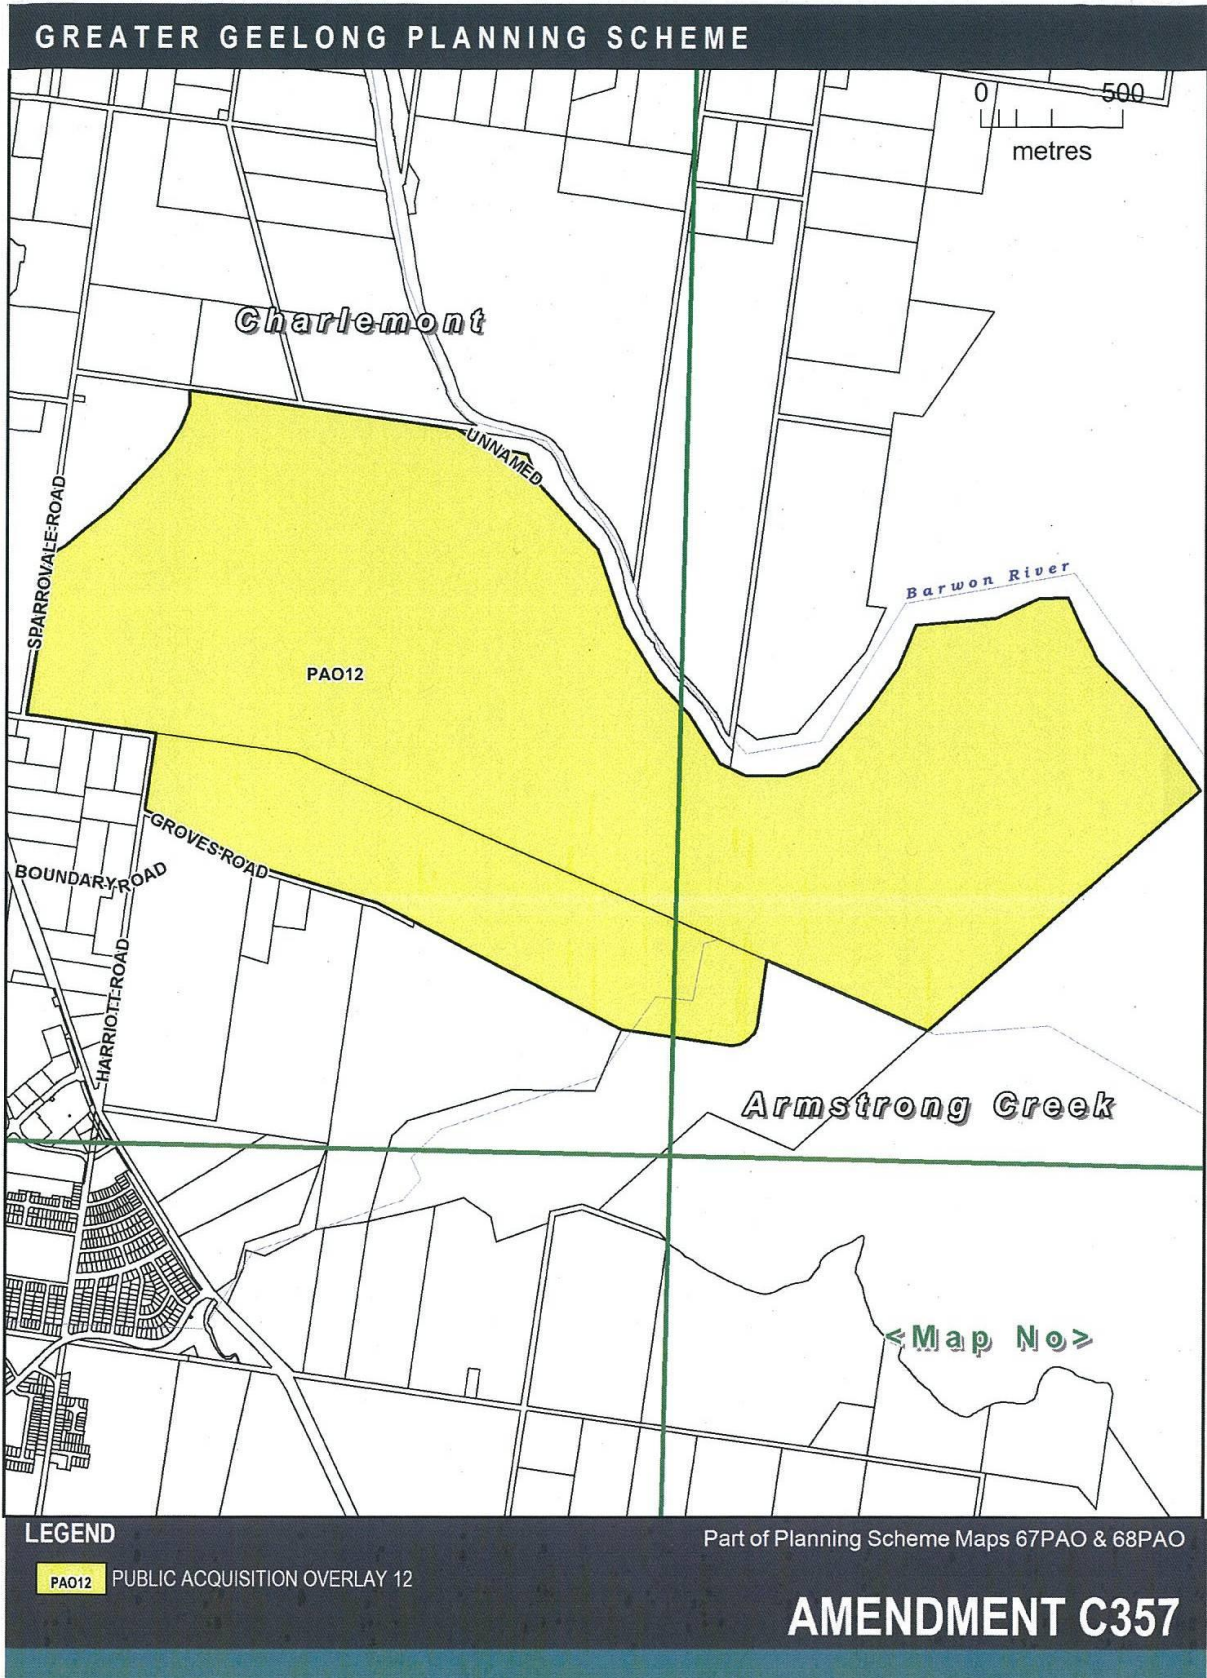 GREATER GEELONG PLANNING SCHEME
0 500
metres
Charlemont
UNNAMED
SPARROVALE ROAD
Barwon River
PAO12
GROVES ROAD
BOUNDARY ROAD
HARRIOTT ROAD
Armstrong Creek
<Map No>
LEGEND
Part of Planning Scheme Maps 67PAO & 68PAO
PAO12 PUBLIC ACQUISITION OVERLAY 12
AMENDMENT C357